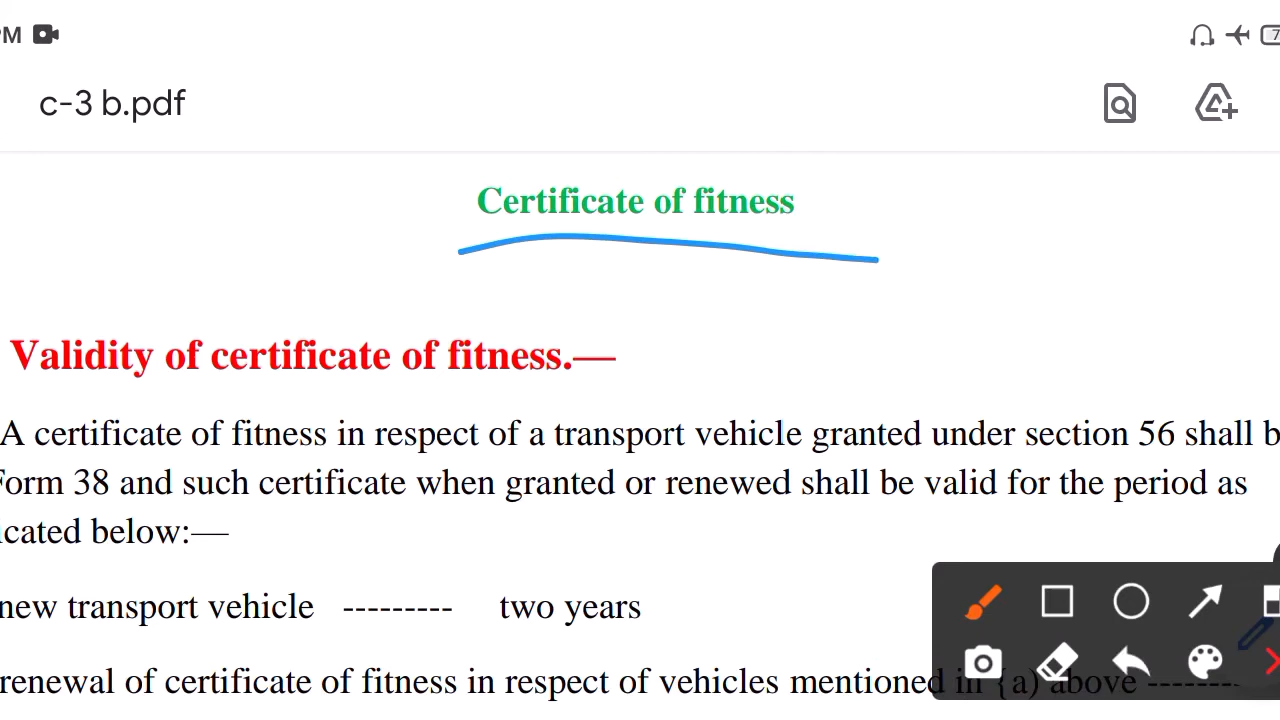 PM
7
c-3 b.pdf
Certificate of fitness
Validity of certificate of fitness.—
A certificate of fitness in respect of a transport vehicle granted under section 56 shall b
Form 38 and such certificate when granted or renewed shall be valid for the period as
icated below:—
new transport vehicle --------- two years
renewal of certificate of fitness in respect of vehicles mentioned in {a) above --------